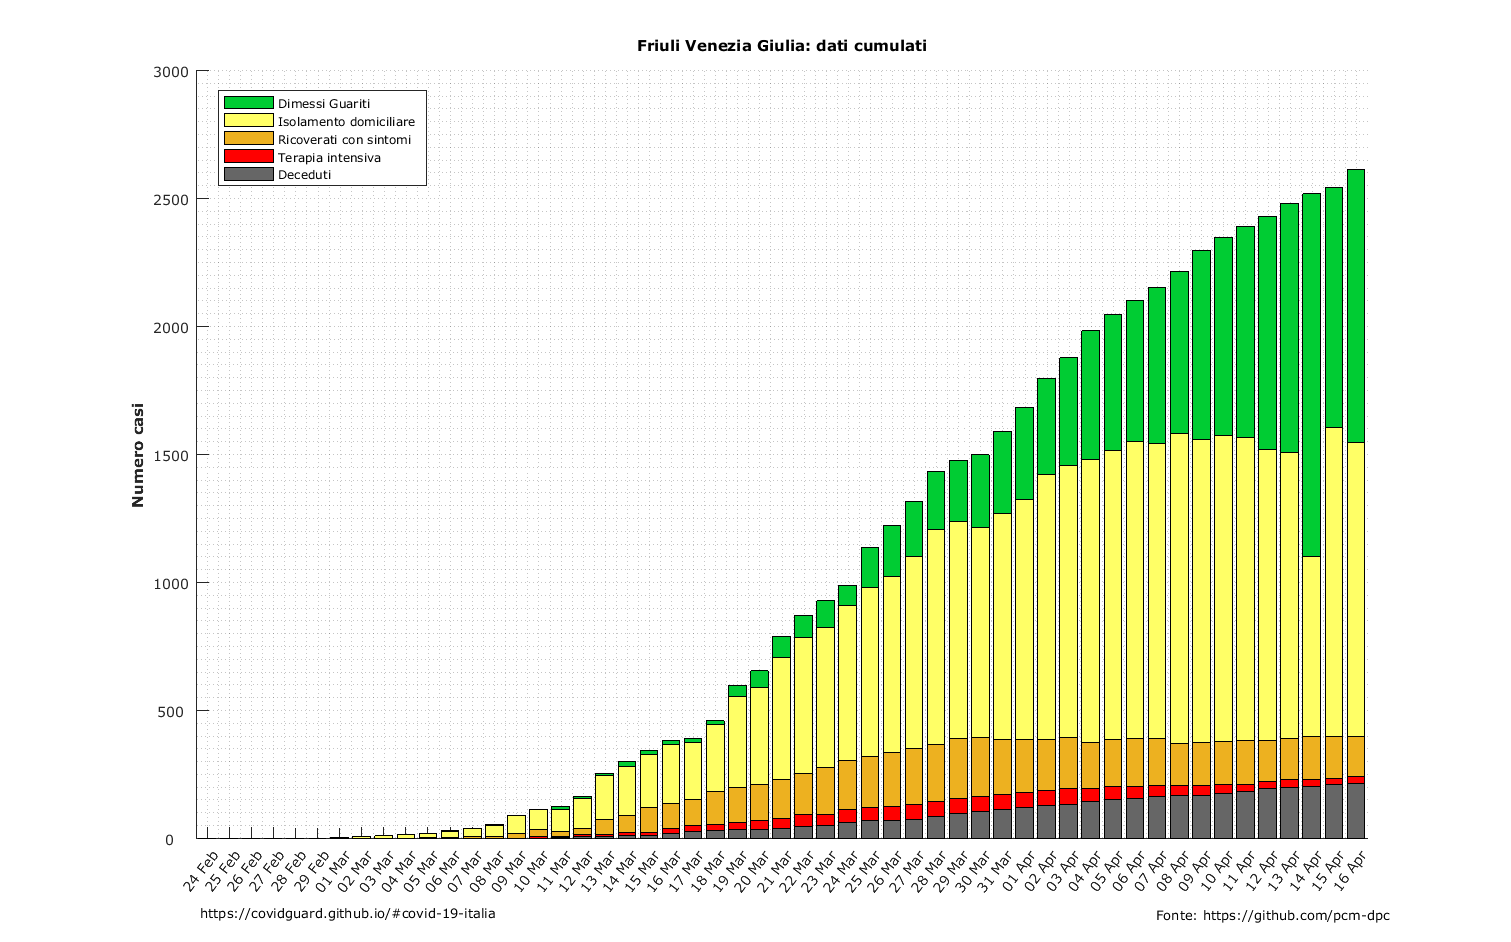 Friuli Venezia Giulia: dati cumulati
3000
2500
2000
1500
1000
500
0
Numero casi
Dimessi Guariti
Isolamento domiciliare
Ricoverati con sintomi
Terapia intensiva
Deceduti
24 Feb
25 Feb
26 Feb
27 Feb
28 Feb
29 Feb
01 Mar
02 Mar
03 Mar
04 Mar
05 Mar
06 Mar
07 Mar
08 Mar
09 Mar
10 Mar
11 Mar
12 Mar
13 Mar
14 Mar
15 Mar
16 Mar
17 Mar
18 Mar
19 Mar
20 Mar
21 Mar
22 Mar
23 Mar
24 Mar
25 Mar
26 Mar
27 Mar
28 Mar
29 Mar
30 Mar
31 Mar
01 Apr
02 Apr
03 Apr
04 Apr
05 Apr
06 Apr
07 Apr
08 Apr
09 Apr
10 Apr
11 Apr
12 Apr
13 Apr
14 Apr
15 Apr
16 Apr
https://covidguard.github.io/#covid-19-italia
Fonte: https://github.com/pcm-dpc